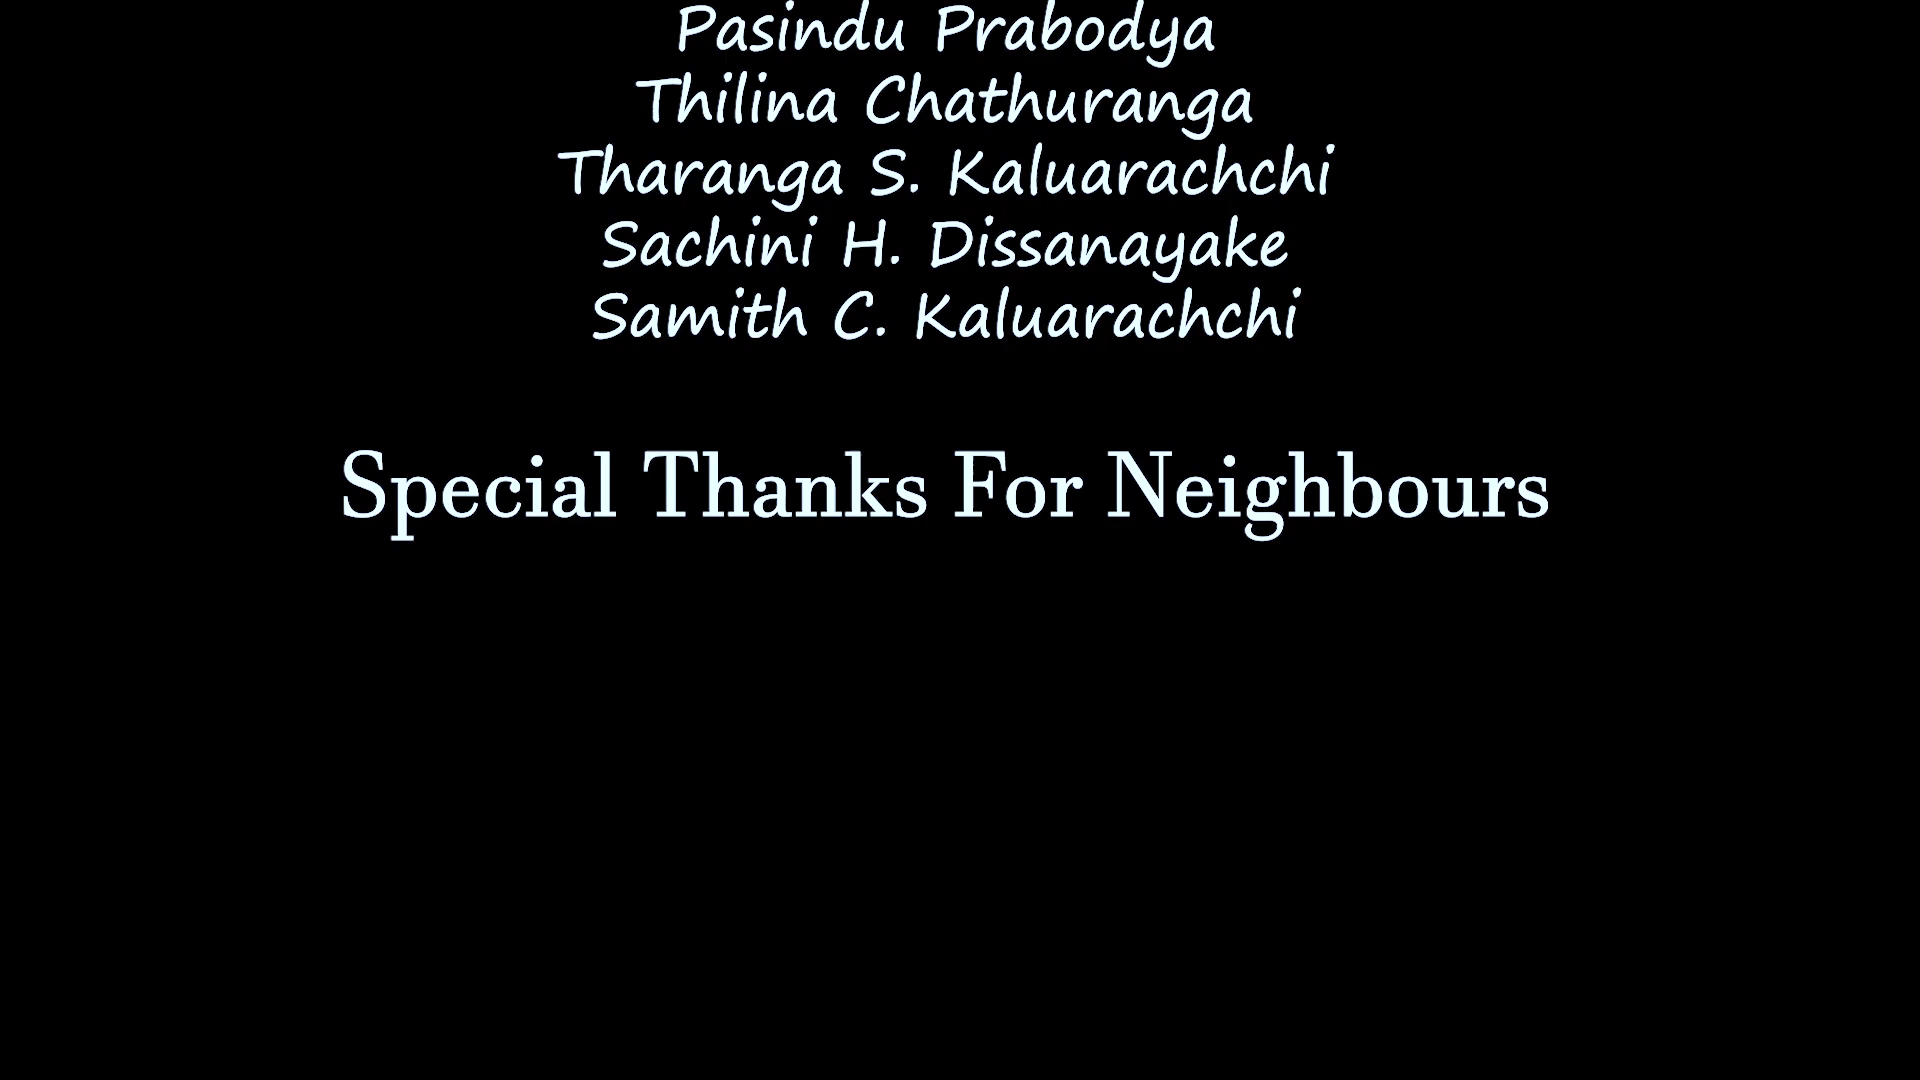 Pasindu Prabodya
Thilina Chathuranga
Tharanga S. Kaluarachchi
Sachini H. Dissanayake
Samith C. Kaluarachchi
Special Thanks For Neighbours